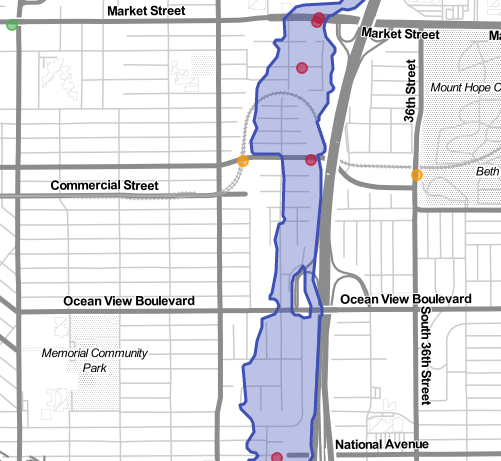 Market Street
Market Street
Ma
36th Street
Mount Hope C
Beth
Commercial Street
Ocean View Boulevard
Ocean View Boulevard
South 36th Street
Memorial Community
Park
National Avenue